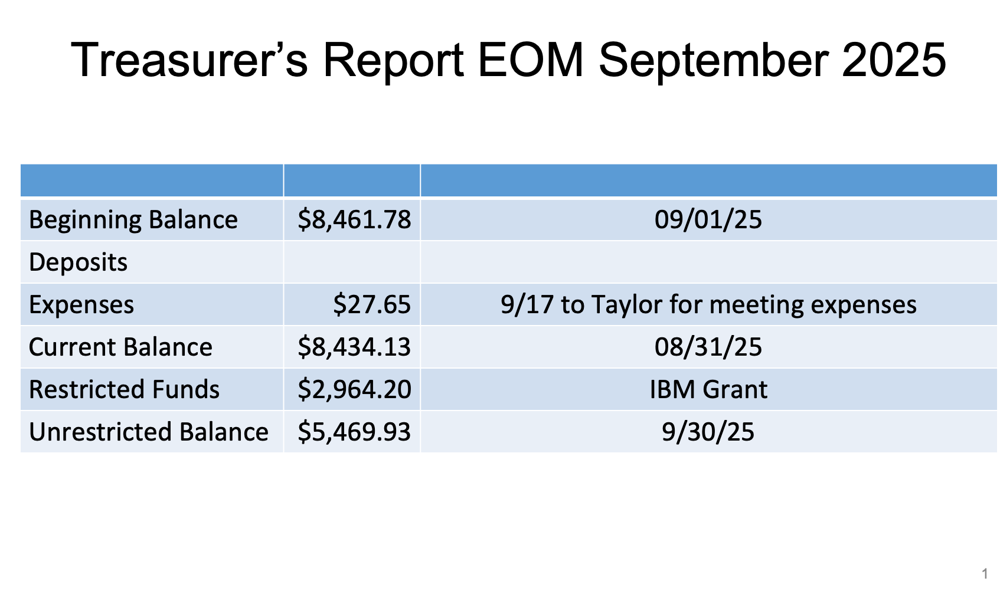 Treasurer’s Report EOM September 2025
Beginning Balance $8,461.78 09/01/25
Deposits
Expenses $27.65 9/17 to Taylor for meeting expenses
Current Balance $8,434.13 08/31/25
Restricted Funds $2,964.20 IBM Grant
Unrestricted Balance $5,469.93 9/30/25
1